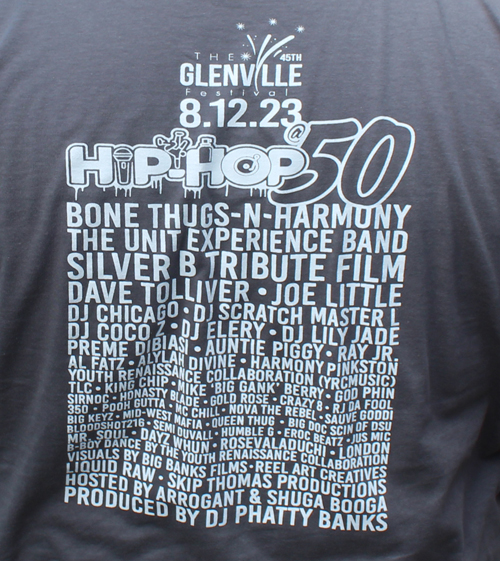 THE 45TH
GLENVILLE
Festival
8.12.23
HIP-HOP @ 50
BONE THUGS-N-HARMONY
THE UNIT EXPERIENCE BAND
SILVER B TRIBUTE FILM
DAVE TOLLIVER • JOE LITTLE
DJ CHICAGO • DJ SCRATCH MASTER L
DJ COCO Z • DJ ELERY • DJ LILY JADE
PREME DIBIASI • AUNTIE PIGGY • RAY JR.
AL FATZ • ALYLAH DIVINE • HARMONY PINKSTON
YOUTH RENAISSANCE COLLABORATION (YRCMUSIC)
TLC • KING CHIP • MIKE "BIG GANK" BERRY • GOD PHIN
SIRNOC • HDNASTY BLADE • GOLD ROSE • CRAZY 8 • RJ DA FOOL
350 • POOH GUTTA • MC CHILL • NOVA THE REBEL • SAUVE GODDI
BIG KEYZ • MID-WEST MAFIA • QUEEN THUG • BIG DOC SON OF DSU
BLOODSHOTZ16 • SEMI DUVALL • HUMBLE G • EROC BEATZ • JUS MIC
MR. SOUL • DAYZ WHUN • ROSEVALADUCHI • LONDON
B-BOY DANCE BY THE YOUTH RENAISSANCE COLLABORATION
VISUALS BY BIG BANKS FILMS • REEL ART CREATIVES
LIQUID RAW • SKIP THOMAS PRODUCTIONS
HOSTED BY ARROGANT & SHUGA BOOGA
PRODUCED BY DJ PHATTY BANKS